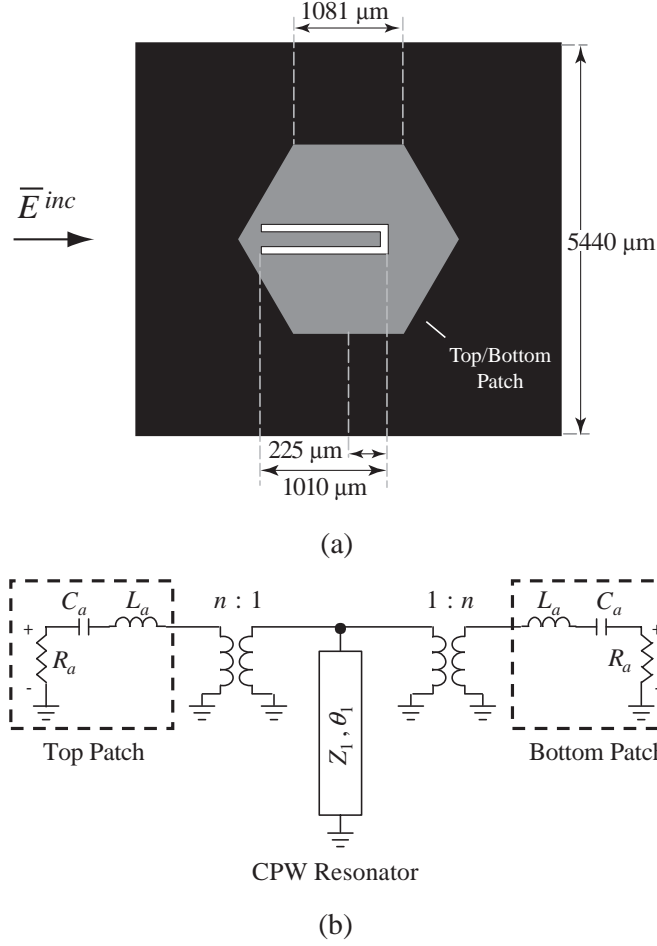 1081 µm
E inc
5440 µm
Top/Bottom
Patch
225 µm
1010 µm
(a)
C_a L_a n : 1 1 : n L_a C_a
+ R_a - Z_1 , θ_1 + R_a -
Top Patch Bottom Patch
CPW Resonator
(b)